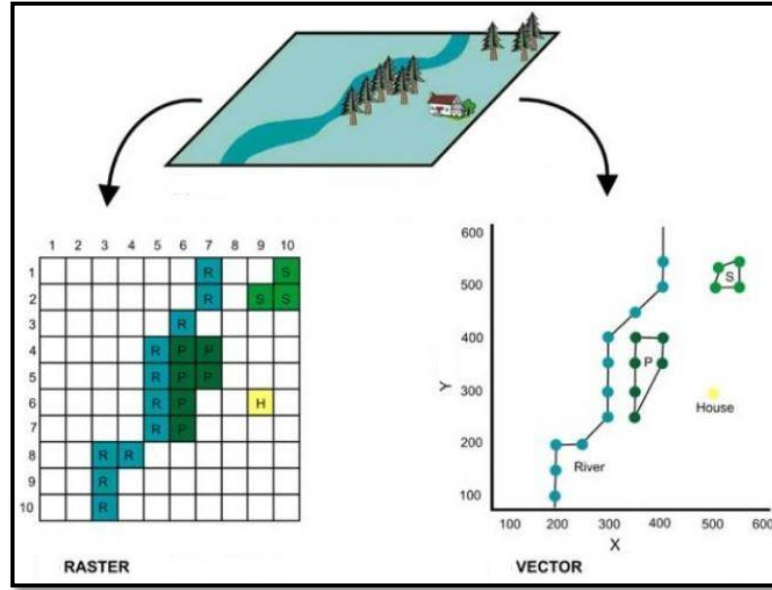 1 2 3 4 5 6 7 8 9 10
1 R S
2 R S S
3 R
4 R P P
5 R P P
6 R P H
7 R P
8 R R
9 R
10 R
RASTER
600
500
400
300
200
100
Y
S
P
House
River
100 200 300 400 500 600
X
VECTOR